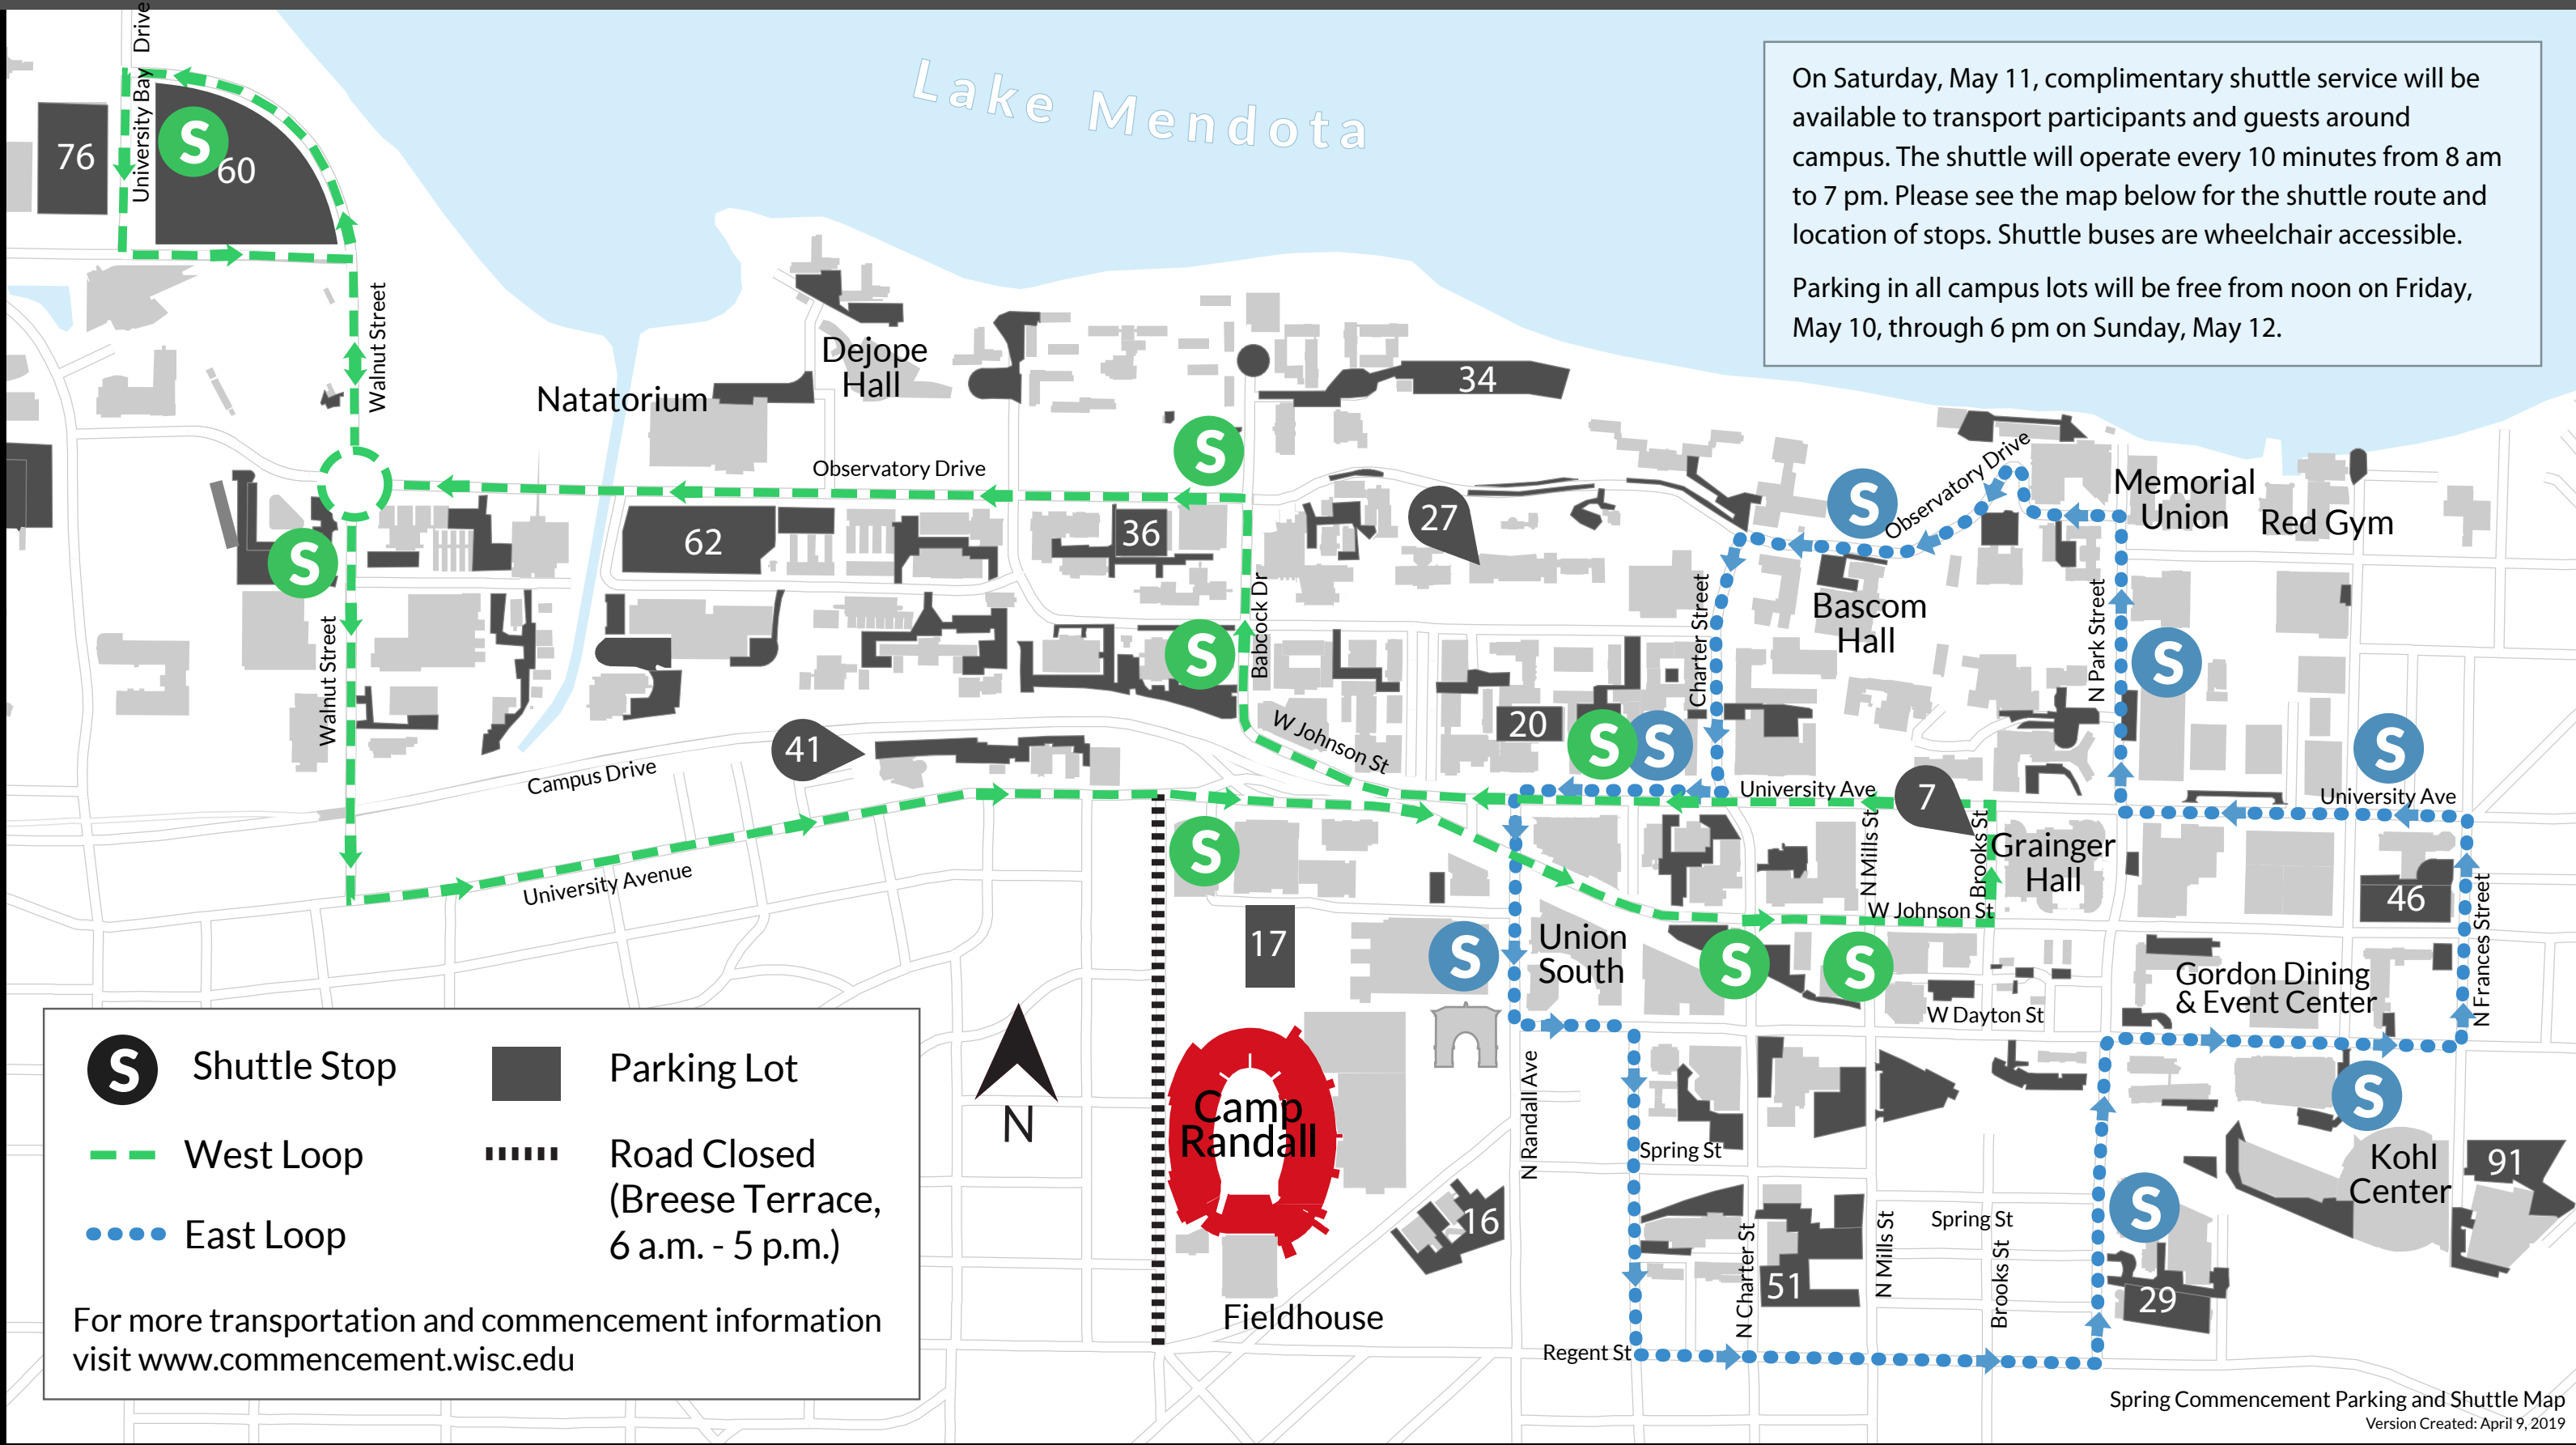 On Saturday, May 11, complimentary shuttle service will be
available to transport participants and guests around
campus. The shuttle will operate every 10 minutes from 8 am
to 7 pm. Please see the map below for the shuttle route and
location of stops. Shuttle buses are wheelchair accessible.
Parking in all campus lots will be free from noon on Friday,
May 10, through 6 pm on Sunday, May 12.
Lake Mendota
University Bay Drive
76
S
60
Walnut Street
Natatorium
Dejope
Hall
34
S
Observatory Drive
27
S
Observatory Drive
Memorial
Union
Red Gym
62
36
S
Walnut Street
Babcock Dr
S
Charter Street
Bascom
Hall
N Park Street
S
41
Campus Drive
W Johnson St
20
S
S
S
University Ave
7
University Ave
University Avenue
S
N Mills St
Brooks St
Grainger
Hall
46
N Frances Street
W Johnson St
17
S
Union
South
S
S
Gordon Dining
& Event Center
W Dayton St
Camp
Randall
N Randall Ave
Spring St
S
Kohl
Center
91
16
S
Spring St
N Charter St
51
N Mills St
Brooks St
29
Fieldhouse
Regent St
S
Shuttle Stop
Parking Lot
West Loop
Road Closed
(Breese Terrace,
6 a.m. - 5 p.m.)
East Loop
For more transportation and commencement information
visit www.commencement.wisc.edu
N
Spring Commencement Parking and Shuttle Map
Version Created: April 9, 2019